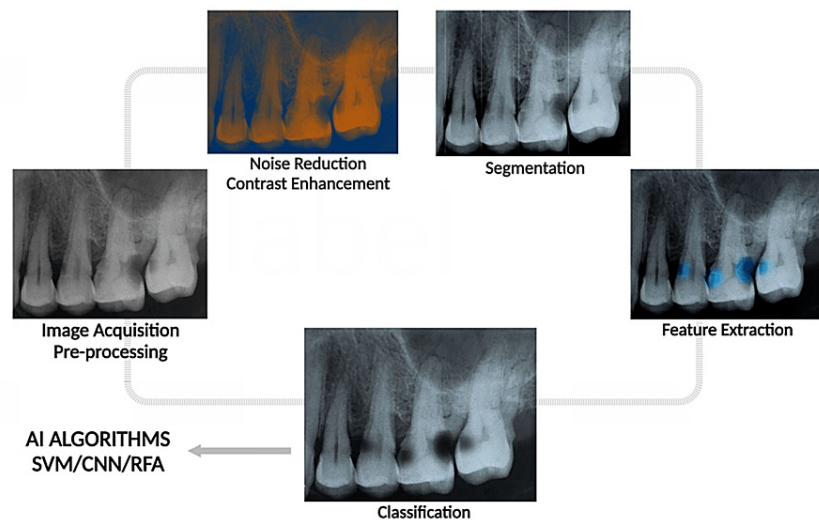 Noise Reduction
Contrast Enhancement
Segmentation
Image Acquisition
Pre-processing
Feature Extraction
AI ALGORITHMS
SVM/CNN/RFA
Classification